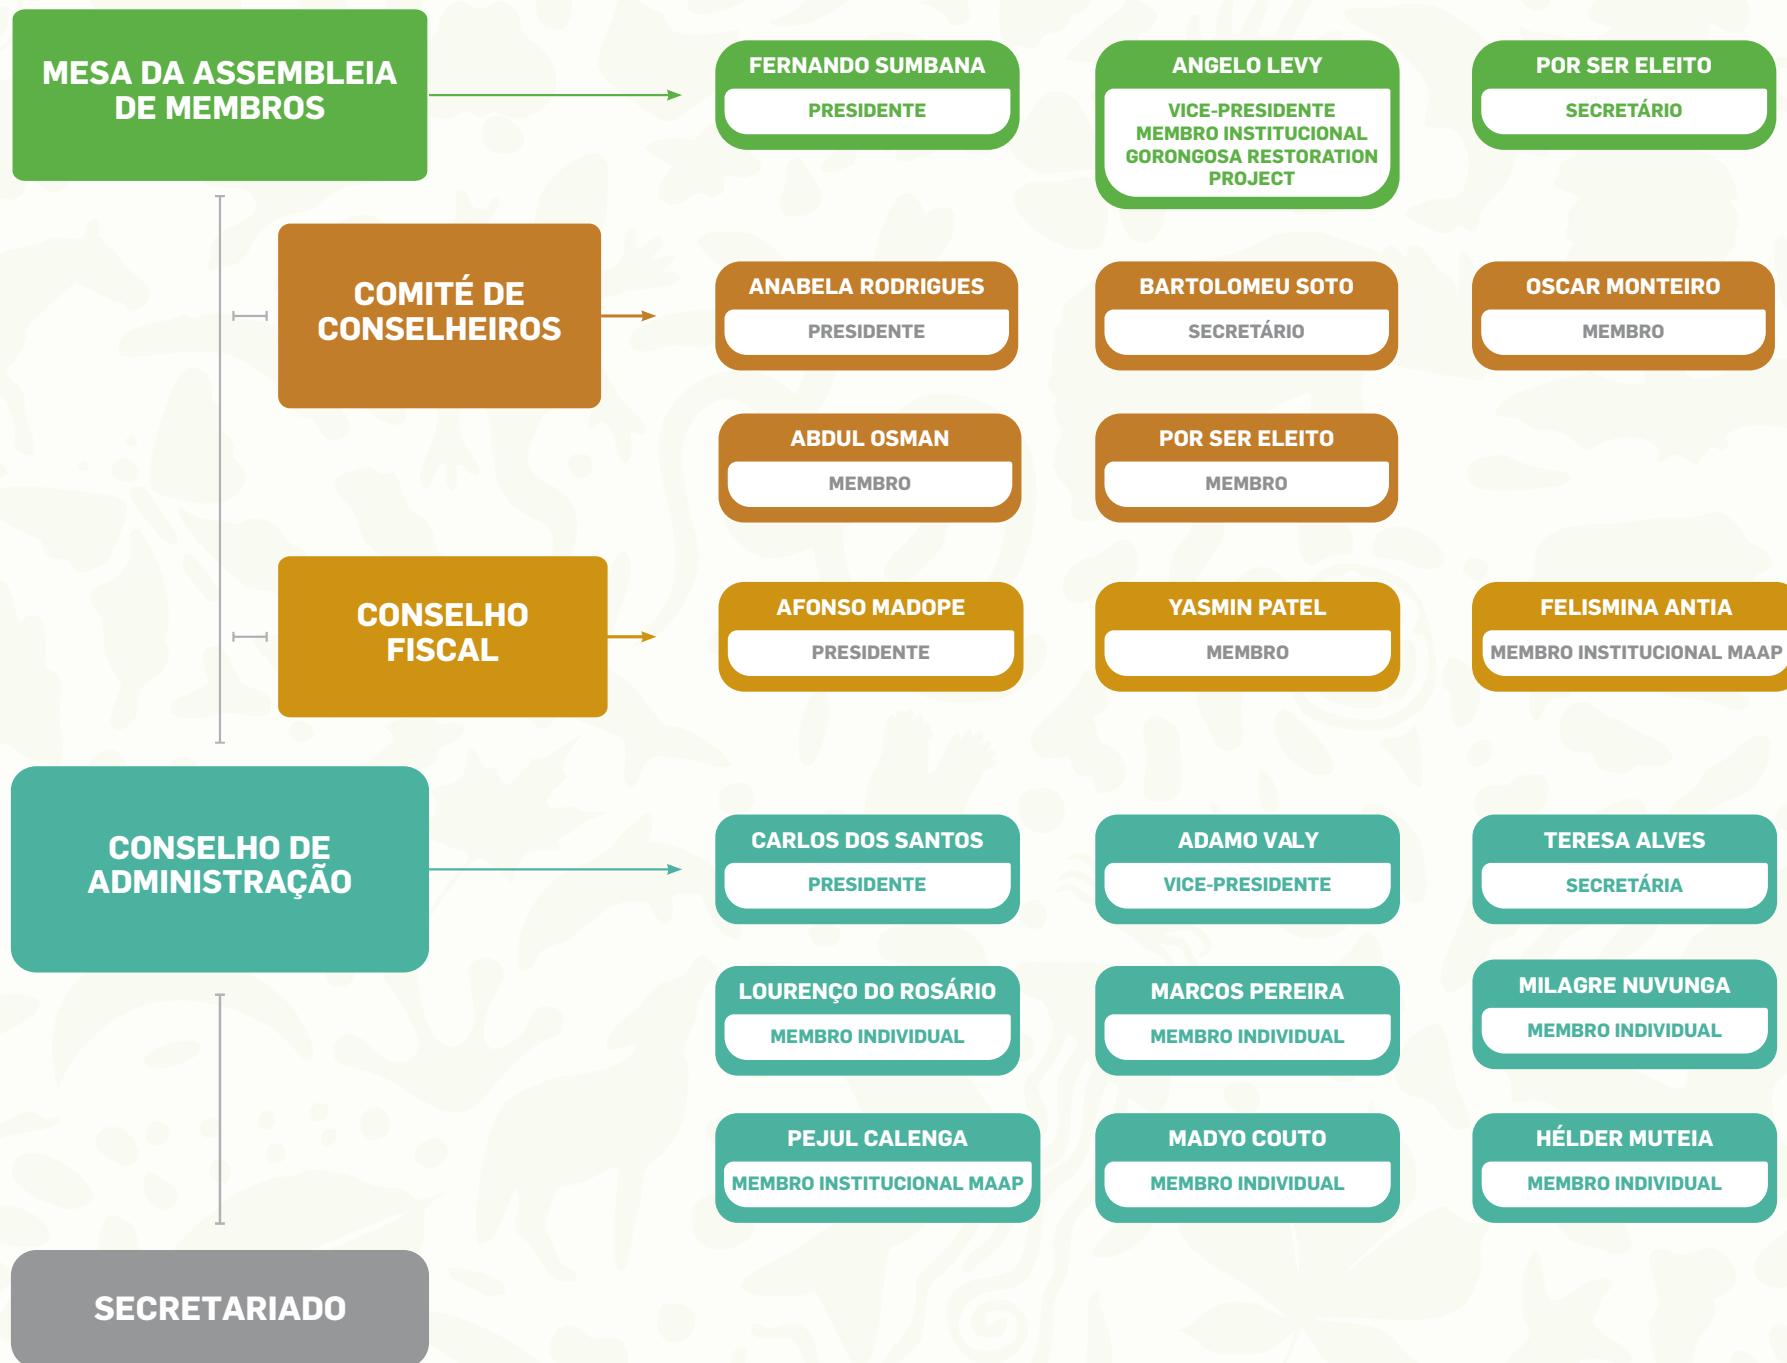 MESA DA ASSEMBLEIA
DE MEMBROS
FERNANDO SUMBANA
PRESIDENTE
ANGELO LEVY
VICE-PRESIDENTE
MEMBRO INSTITUCIONAL
GORONGOSA RESTORATION
PROJECT
POR SER ELEITO
SECRETÁRIO
COMITÉ DE
CONSELHEIROS
ANABELA RODRIGUES
PRESIDENTE
BARTOLOMEU SOTO
SECRETÁRIO
OSCAR MONTEIRO
MEMBRO
ABDUL OSMAN
MEMBRO
POR SER ELEITO
MEMBRO
CONSELHO
FISCAL
AFONSO MADOPE
PRESIDENTE
YASMIN PATEL
MEMBRO
FELISMINA ANTIA
MEMBRO INSTITUCIONAL MAAP
CONSELHO DE
ADMINISTRAÇÃO
CARLOS DOS SANTOS
PRESIDENTE
ADAMO VALY
VICE-PRESIDENTE
TERESA ALVES
SECRETÁRIA
LOURENÇO DO ROSÁRIO
MEMBRO INDIVIDUAL
MARCOS PEREIRA
MEMBRO INDIVIDUAL
MILAGRE NUVUNGA
MEMBRO INDIVIDUAL
PEJUL CALENGA
MEMBRO INSTITUCIONAL MAAP
MADYO COUTO
MEMBRO INDIVIDUAL
HÉLDER MUTEIA
MEMBRO INDIVIDUAL
SECRETARIADO